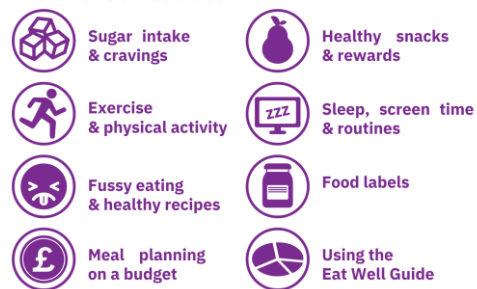 Sugar intake
& cravings
Healthy snacks
& rewards
Exercise
& physical activity
zzz
Sleep, screen time
& routines
Fussy eating
& healthy recipes
Food labels
£
Meal planning
on a budget
Using the
Eat Well Guide